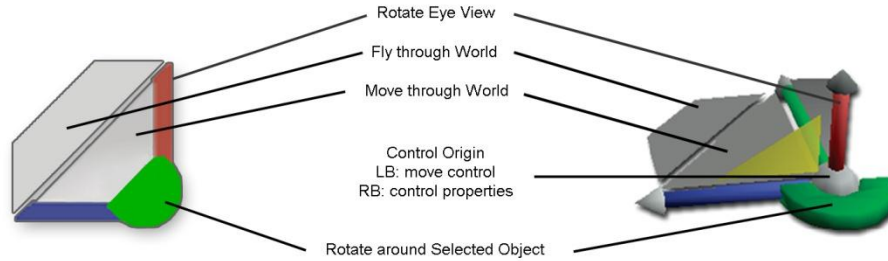 Rotate Eye View
Fly through World
Move through World
Control Origin
LB: move control
RB: control properties
Rotate around Selected Object